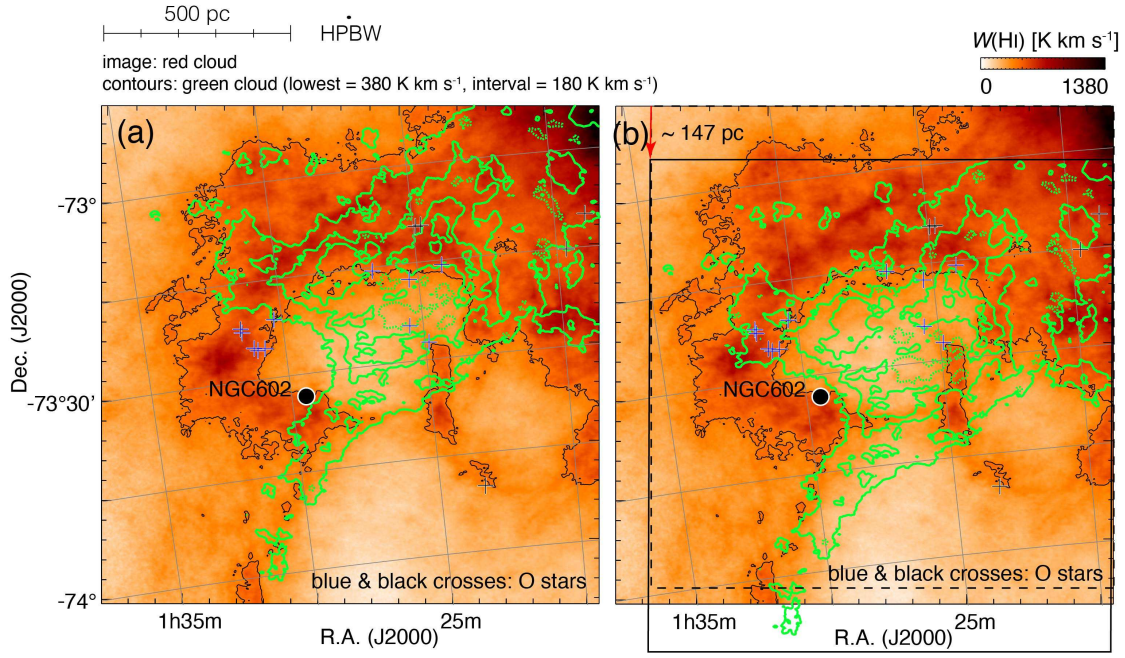 500 pc
HPBW
image: red cloud
contours: green cloud (lowest = 380 K km s⁻¹, interval = 180 K km s⁻¹)
W(HI) [K km s⁻¹]
0 1380
(a)
(b)
~ 147 pc
-73°
-73°30’
-74°
Dec. (J2000)
NGC602
NGC602
blue & black crosses: O stars
blue & black crosses: O stars
1h35m 25m
R.A. (J2000)
1h35m 25m
R.A. (J2000)